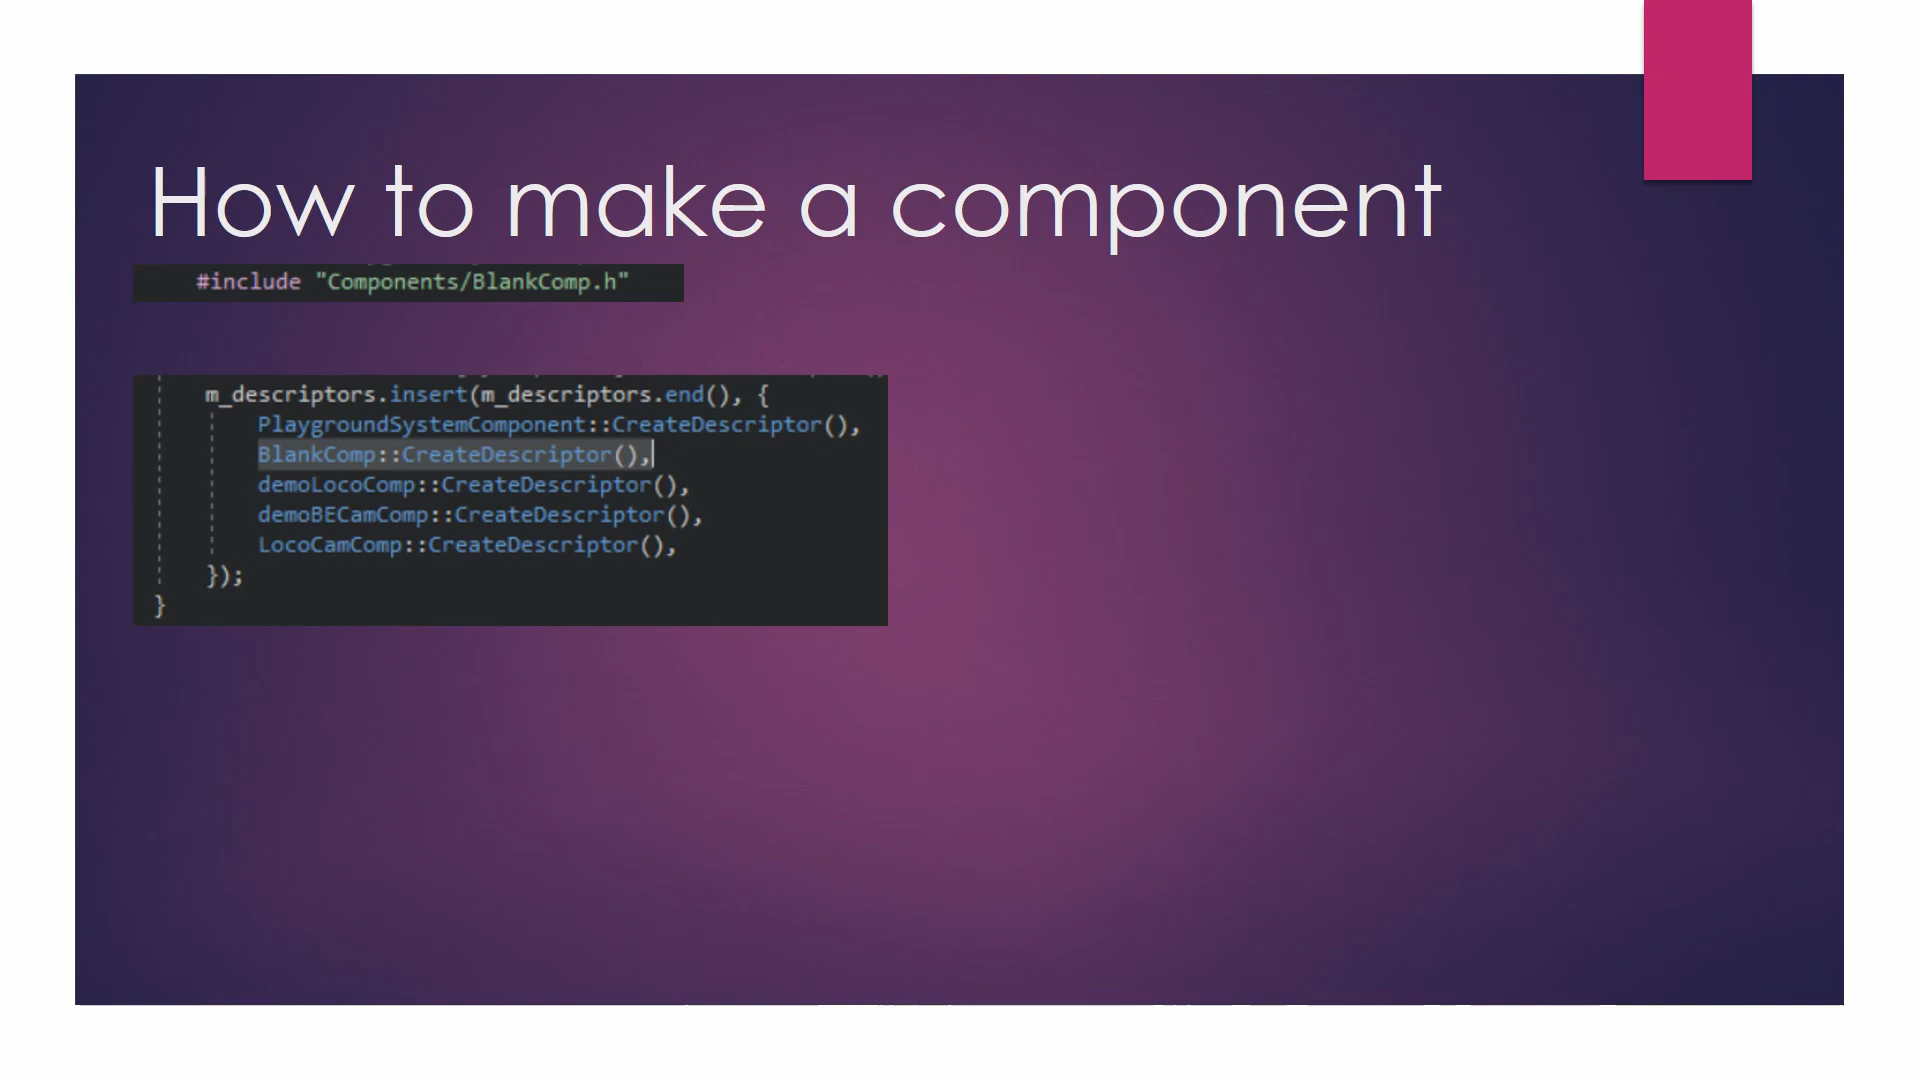 How to make a component
#include "Components/BlankComp.h"
m_descriptors.insert(m_descriptors.end(), {
PlaygroundSystemComponent::CreateDescriptor(),
BlankComp::CreateDescriptor(),
demoLocoComp::CreateDescriptor(),
demoBECamComp::CreateDescriptor(),
LocoCamComp::CreateDescriptor(),
});
}